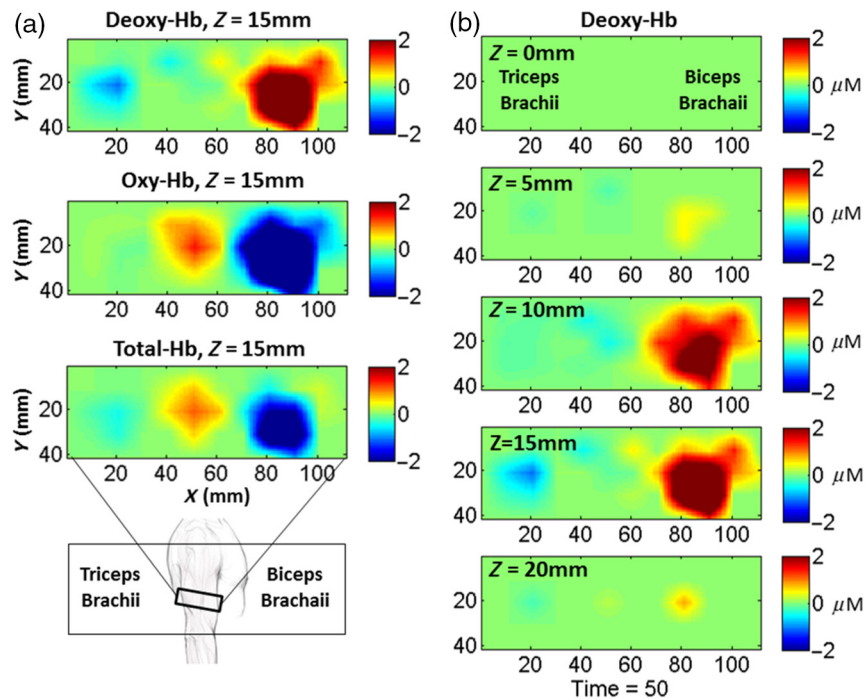 (a)
Deoxy-Hb, Z = 15mm
Y (mm)
20
40
20 40 60 80 100
2
0
−2
Oxy-Hb, Z = 15mm
Y (mm)
20
40
20 40 60 80 100
2
0
−2
Total-Hb, Z = 15mm
Y (mm)
20
40
20 40 60 80 100
X (mm)
2
0
−2
Triceps Brachii
Biceps Brachaii
(b)
Deoxy-Hb
Z = 0mm
Triceps Brachii
Biceps Brachaii
20
40
20 40 60 80 100
2
0 μM
−2
Z = 5mm
20
40
20 40 60 80 100
2
0 μM
−2
Z = 10mm
20
40
20 40 60 80 100
2
0 μM
−2
Z=15mm
20
40
20 40 60 80 100
2
0 μM
−2
Z = 20mm
20
40
20 40 60 80 100
2
0 μM
−2
Time = 50